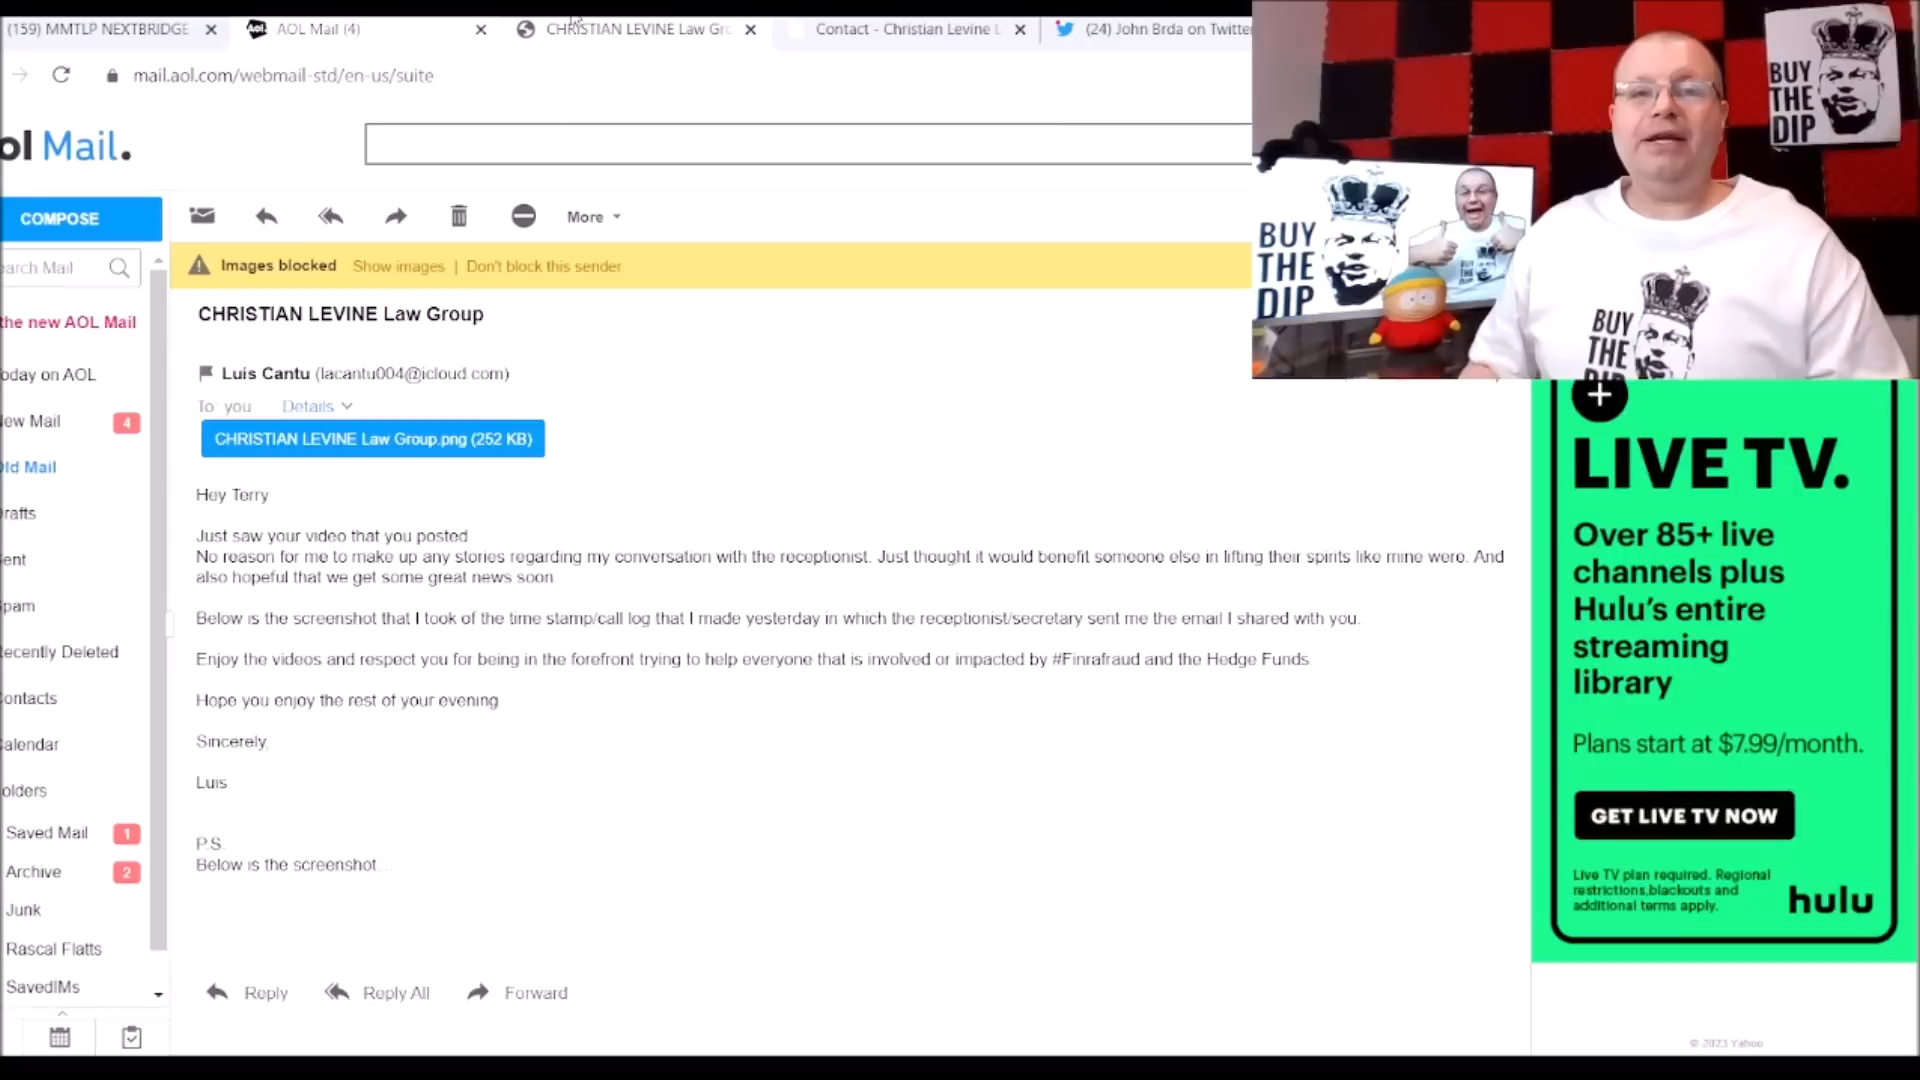 (159) MMTLP NEXTBRIDGE
AOL Mail (4)
CHRISTIAN LEVINE Law Gr
Contact - Christian Levine L
(24) John Brda on Twitte
mail.aol.com/webmail-std/en-us/suite
ol Mail.
COMPOSE
More
earch Mail
Images blocked Show images | Don't block this sender
the new AOL Mail
oday on AOL
ew Mail 4
ld Mail
rafts
ent
pam
ecently Deleted
ontacts
alendar
olders
Saved Mail 1
Archive 2
Junk
Rascal Flatts
SavedIMs
CHRISTIAN LEVINE Law Group
Luis Cantu (lacantu004@icloud.com)
To: you Details
CHRISTIAN LEVINE Law Group.png (252 KB)
Hey Terry
Just saw your video that you posted
No reason for me to make up any stories regarding my conversation with the receptionist. Just thought it would benefit someone else in lifting their spirits like mine were. And
also hopeful that we get some great news soon
Below is the screenshot that I took of the time stamp/call log that I made yesterday in which the receptionist/secretary sent me the email I shared with you.
Enjoy the videos and respect you for being in the forefront trying to help everyone that is involved or impacted by #Finrafraud and the Hedge Funds.
Hope you enjoy the rest of your evening
Sincerely,
Luis
P.S.
Below is the screenshot...
Reply Reply All Forward
BUY
THE
DIP
BUY
THE
DIP
BUY
THE
DIP
LIVE TV.
Over 85+ live
channels plus
Hulu's entire
streaming
library
Plans start at $7.99/month.
GET LIVE TV NOW
Live TV plan required. Regional
restrictions,blackouts and
additional terms apply.
hulu
© 2023 Yahoo